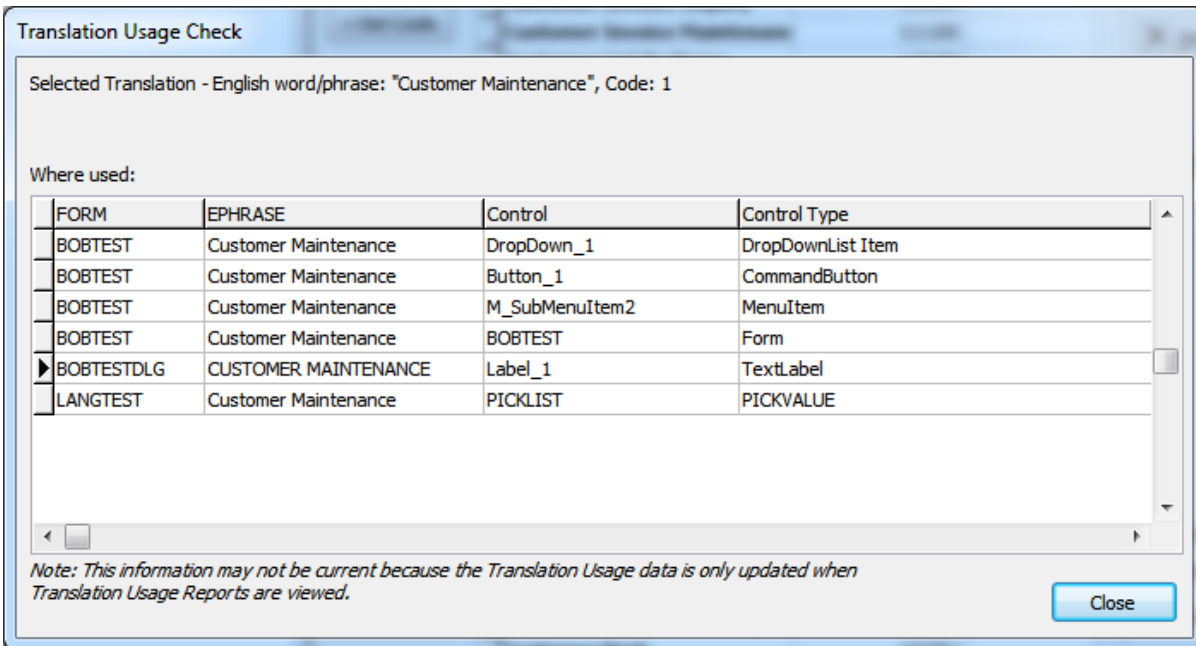 Translation Usage Check
Selected Translation - English word/phrase: "Customer Maintenance", Code: 1
Where used:
FORM EPHRASE Control Control Type
BOBTEST Customer Maintenance DropDown_1 DropDownList Item
BOBTEST Customer Maintenance Button_1 CommandButton
BOBTEST Customer Maintenance M_SubMenuItem2 MenuItem
BOBTEST Customer Maintenance BOBTEST Form
BOBTESTDLG CUSTOMER MAINTENANCE Label_1 TextLabel
LANGTEST Customer Maintenance PICKLIST PICKVALUE
Note: This information may not be current because the Translation Usage data is only updated when
Translation Usage Reports are viewed.
Close